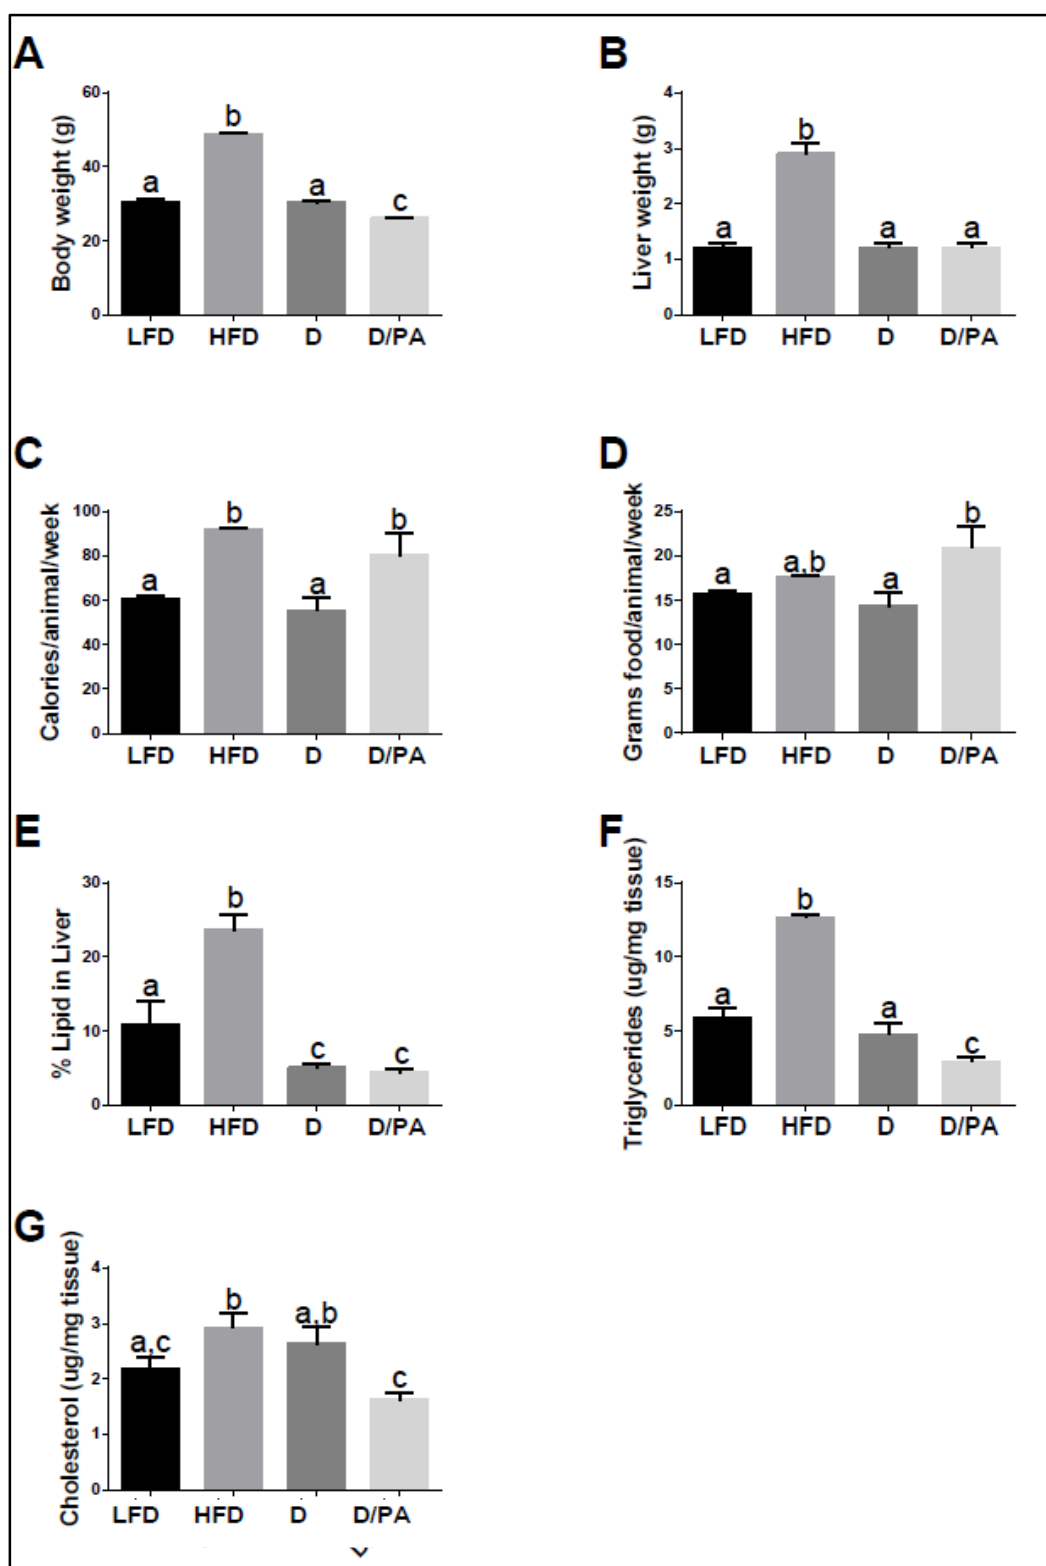 A
B
Body weight (g)
60
40
20
0
b
a
a
c
LFD HFD D D/PA
Liver weight (g)
4
3
2
1
0
b
a
a
a
LFD HFD D D/PA
C
D
Calories/animal/week
100
80
60
40
20
0
b
b
a
a
LFD HFD D D/PA
Grams food/animal/week
25
20
15
10
5
0
b
a,b
a
a
LFD HFD D D/PA
E
F
% Lipid in Liver
30
20
10
0
b
a
c
c
LFD HFD D D/PA
Triglycerides (ug/mg tissue)
15
10
5
0
b
a
a
c
LFD HFD D D/PA
G
Cholesterol (ug/mg tissue)
4
3
2
1
0
b
a,b
a,c
c
LFD HFD D D/PA